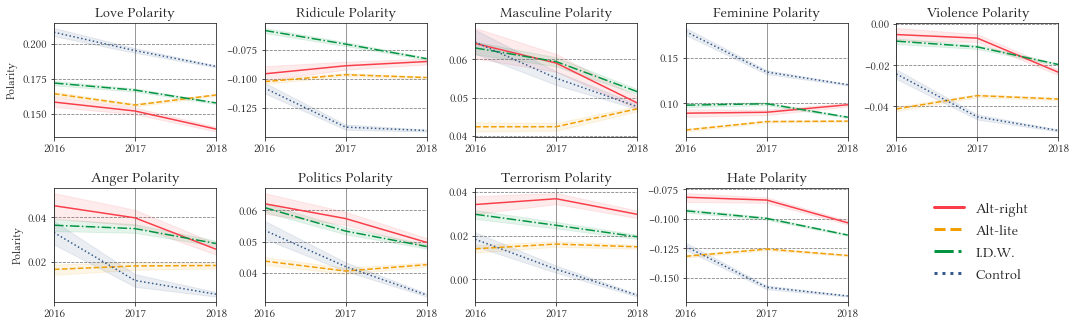 Love Polarity
Ridicule Polarity
Masculine Polarity
Feminine Polarity
Violence Polarity
Polarity
0.200
0.175
0.150
2016 2017 2018
−0.075
−0.100
−0.125
2016 2017 2018
0.06
0.05
0.04
2016 2017 2018
0.15
0.10
2016 2017 2018
0.00
−0.02
−0.04
2016 2017 2018
Anger Polarity
Politics Polarity
Terrorism Polarity
Hate Polarity
Polarity
0.04
0.02
2016 2017 2018
0.06
0.05
0.04
2016 2017 2018
0.04
0.02
0.00
2016 2017 2018
−0.075
−0.100
−0.125
−0.150
2016 2017 2018
Alt-right
Alt-lite
I.D.W.
Control